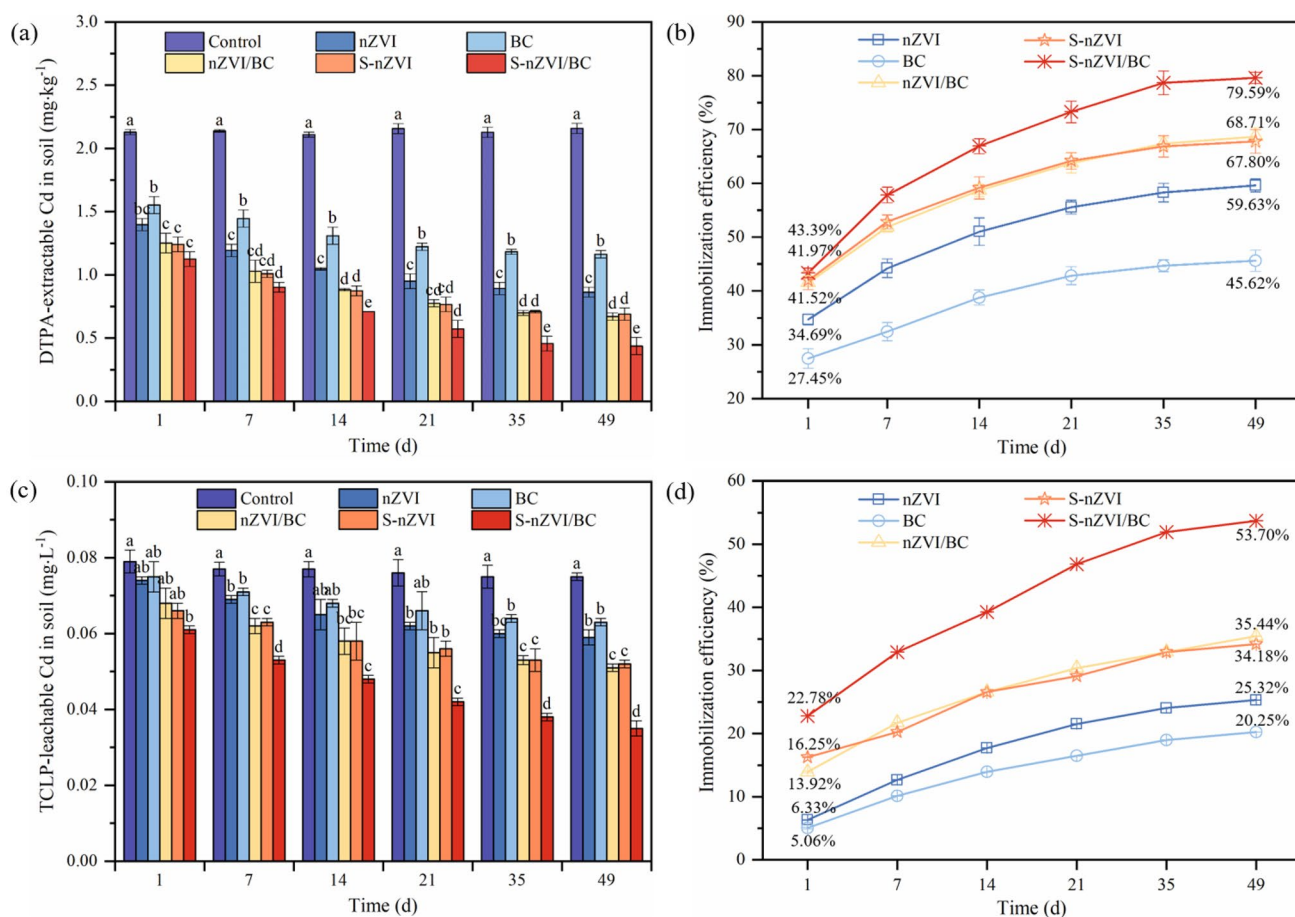 (a)
DTPA-extractable Cd in soil (mg·kg⁻¹)
3.0
2.5
2.0
1.5
1.0
0.5
0.0
Control nZVI BC
nZVI/BC S-nZVI S-nZVI/BC
a a a a a a
bc b c c c
c b cd cd d
c b d d e
c b cd cd d
c b d d e
c b d d e
1 7 14 21 35 49
Time (d)
(b)
Immobilization efficiency (%)
90
80
70
60
50
40
30
20
nZVI S-nZVI
BC S-nZVI/BC
nZVI/BC
43.39%
41.97%
41.52%
34.69%
27.45%
79.59%
68.71%
67.80%
59.63%
45.62%
1 7 14 21 35 49
Time (d)
(c)
TCLP-leachable Cd in soil (mg·L⁻¹)
0.10
0.08
0.06
0.04
0.02
0.00
Control nZVI BC
nZVI/BC S-nZVI S-nZVI/BC
a a a a a a
ab ab ab ab b
b b c c d
ab ab bc bc c
b ab b b c
bc b c c d
b b c c d
1 7 14 21 35 49
Time (d)
(d)
Immobilization efficiency (%)
60
50
40
30
20
10
0
nZVI S-nZVI
BC S-nZVI/BC
nZVI/BC
22.78%
16.25%
13.92%
6.33%
5.06%
53.70%
35.44%
34.18%
25.32%
20.25%
1 7 14 21 35 49
Time (d)